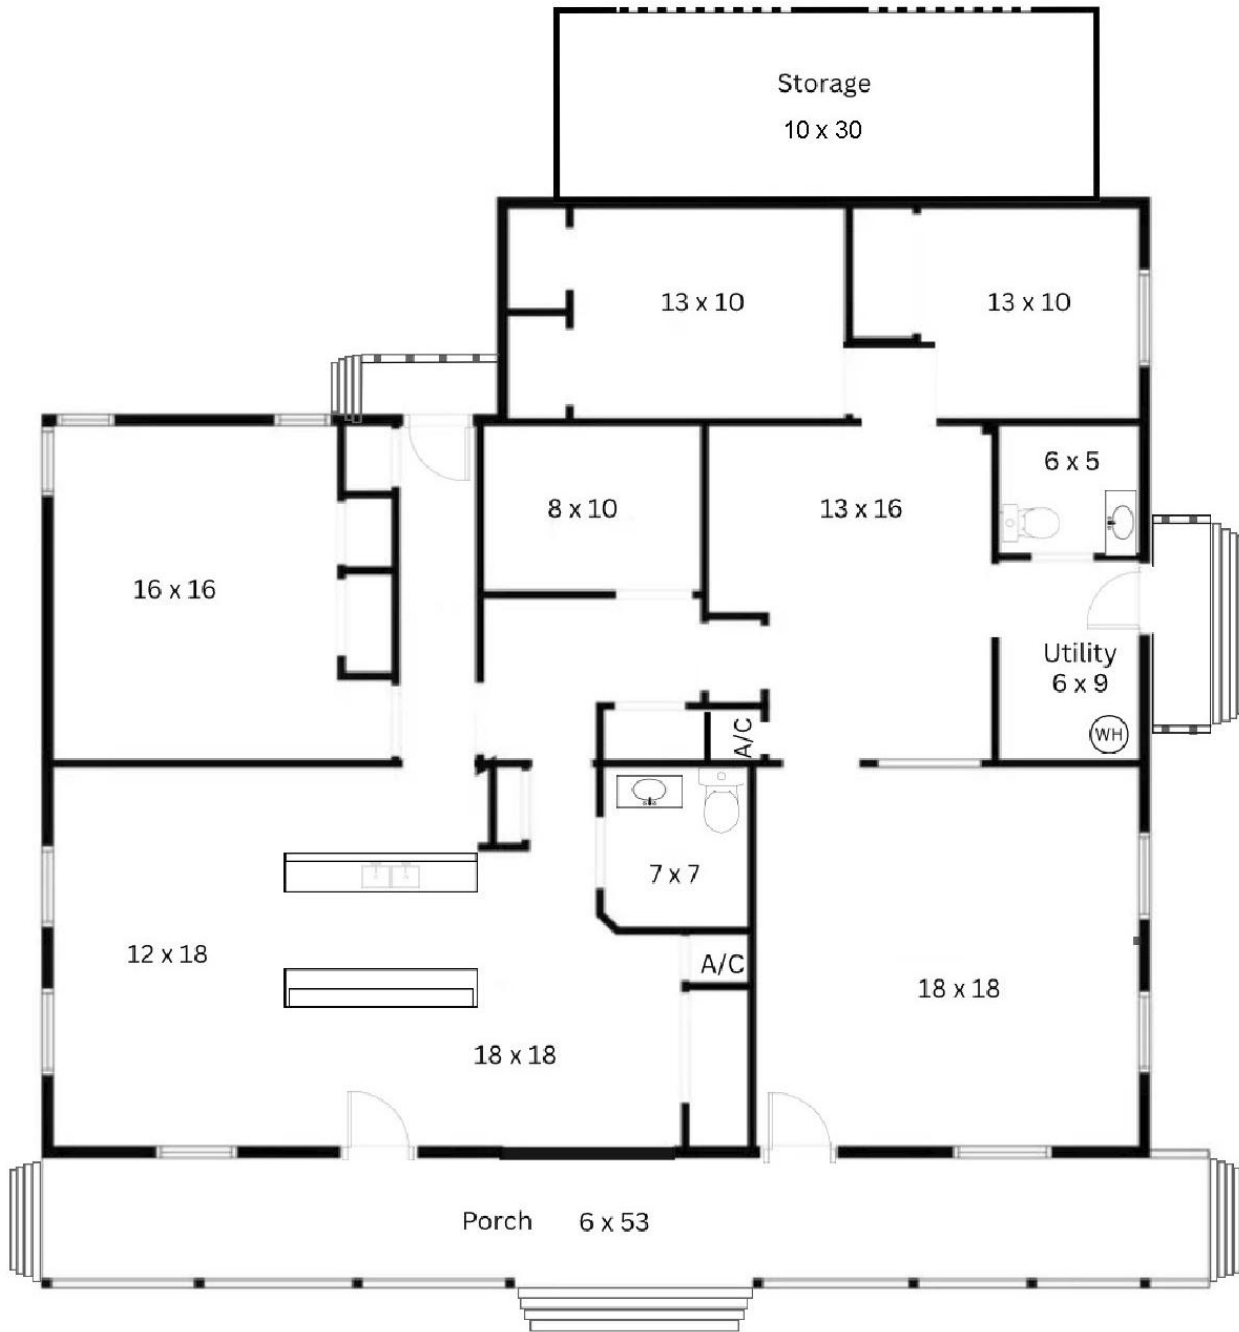 Storage
10 x 30
13 x 10
13 x 10
6 x 5
8 x 10
13 x 16
16 x 16
Utility
6 x 9
WH
A/C
7 x 7
12 x 18
A/C
18 x 18
18 x 18
Porch 6 x 53